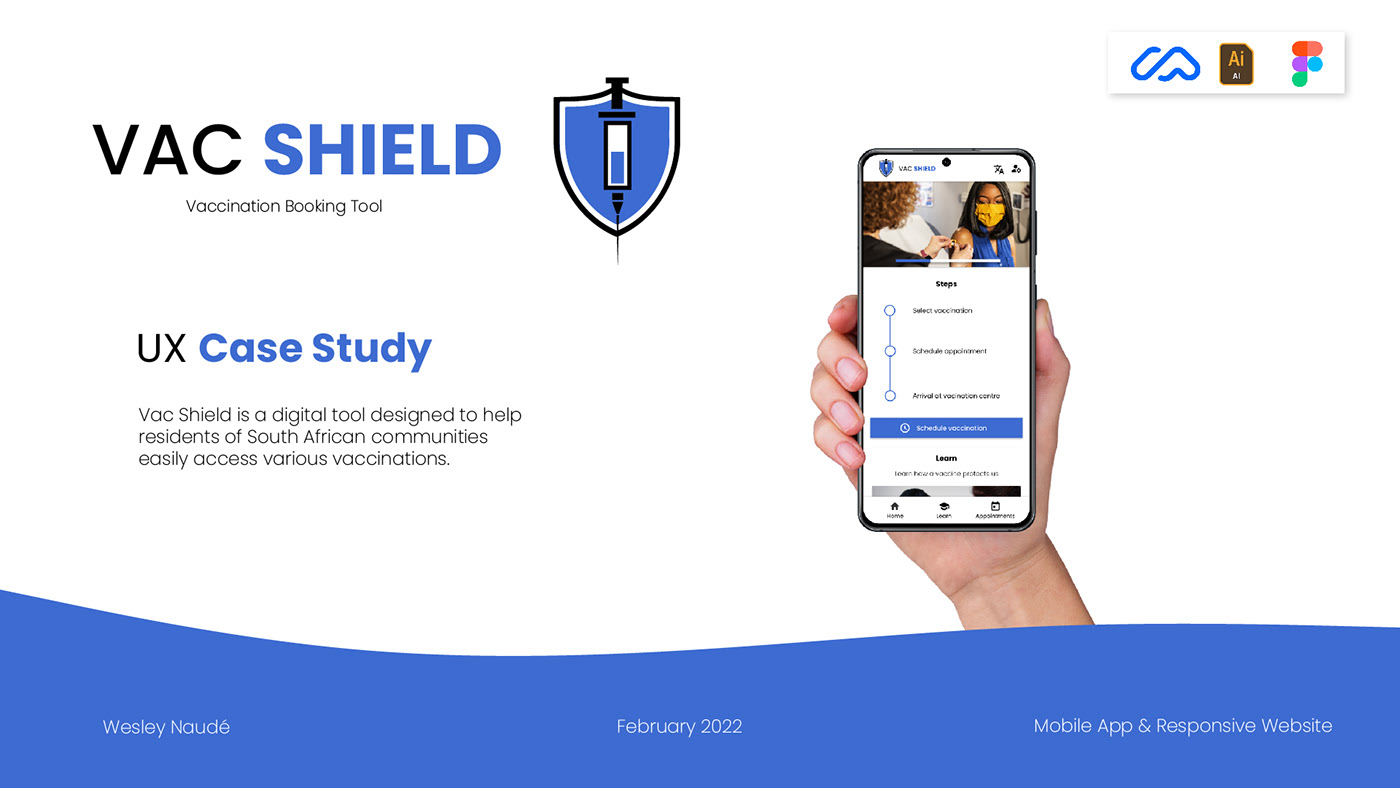 VAC SHIELD
Vaccination Booking Tool
Ai
AI
UX Case Study
Vac Shield is a digital tool designed to help
residents of South African communities
easily access various vaccinations.
VAC SHIELD
Steps
Select vaccination
Schedule appointment
Arrival at vaccination centre
Schedule vaccination
Learn
Learn how a vaccine protects us
Home
Learn
Appointments
Wesley Naudé
February 2022
Mobile App & Responsive Website